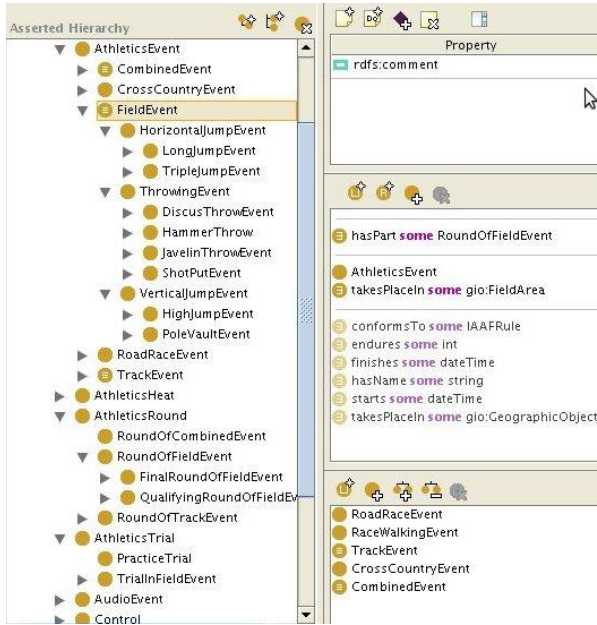 Asserted Hierarchy
AthleticsEvent
CombinedEvent
CrossCountryEvent
FieldEvent
HorizontalJumpEvent
LongJumpEvent
TripleJumpEvent
ThrowingEvent
DiscusThrowEvent
HammerThrow
JavelinThrowEvent
ShotPutEvent
VerticalJumpEvent
HighJumpEvent
PoleVaultEvent
RoadRaceEvent
TrackEvent
AthleticsHeat
AthleticsRound
RoundOfCombinedEvent
RoundOfFieldEvent
FinalRoundOfFieldEvent
QualifyingRoundOfFieldEv
RoundOfTrackEvent
AthleticsTrial
PracticeTrial
TrialInFieldEvent
AudioEvent
Control
Property
rdfs:comment
hasPart some RoundOfFieldEvent
AthleticsEvent
takesPlaceIn some gio:FieldArea
conformsTo some IAAFRule
endures some int
finishes some dateTime
hasName some string
starts some dateTime
takesPlaceIn some gio:GeographicObject
RoadRaceEvent
RaceWalkingEvent
TrackEvent
CrossCountryEvent
CombinedEvent